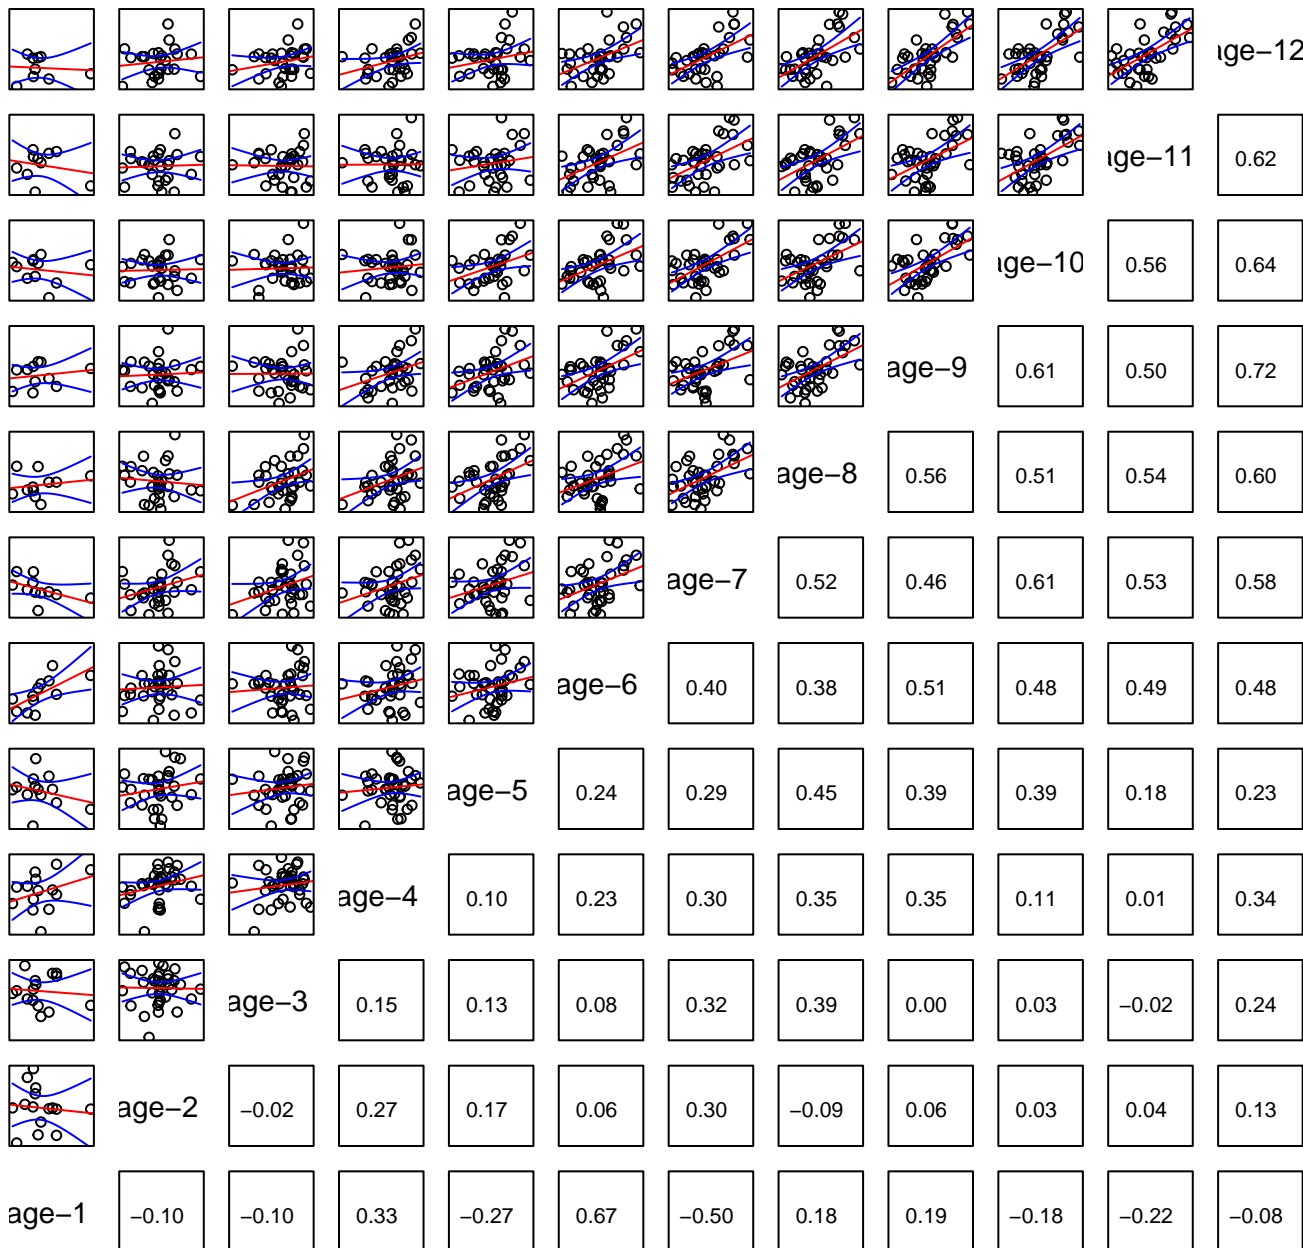 age−12
age−11 0.62
age−10 0.56 0.64
age−9 0.61 0.50 0.72
age−8 0.56 0.51 0.54 0.60
age−7 0.52 0.46 0.61 0.53 0.58
age−6 0.40 0.38 0.51 0.48 0.49 0.48
age−5 0.24 0.29 0.45 0.39 0.39 0.18 0.23
age−4 0.10 0.23 0.30 0.35 0.35 0.11 0.01 0.34
age−3 0.15 0.13 0.08 0.32 0.39 0.00 0.03 −0.02 0.24
age−2 −0.02 0.27 0.17 0.06 0.30 −0.09 0.06 0.03 0.04 0.13
age−1 −0.10 −0.10 0.33 −0.27 0.67 −0.50 0.18 0.19 −0.18 −0.22 −0.08